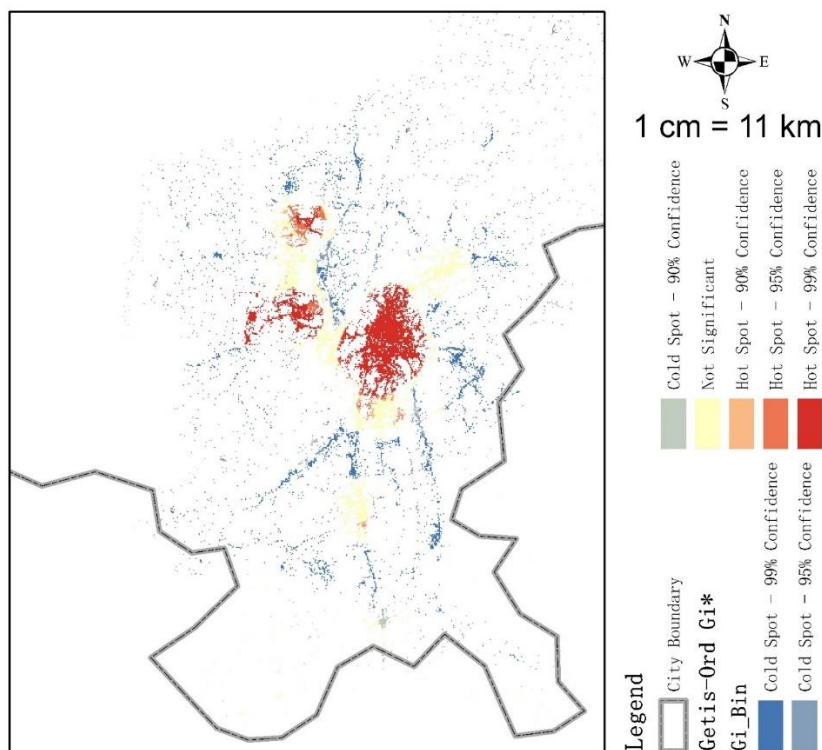 N
W E
S
1 cm = 11 km
Legend
City Boundary
Getis-Ord Gi*
Gi_Bin
Cold Spot - 99% Confidence
Cold Spot - 95% Confidence
Cold Spot - 90% Confidence
Not Significant
Hot Spot - 90% Confidence
Hot Spot - 95% Confidence
Hot Spot - 99% Confidence